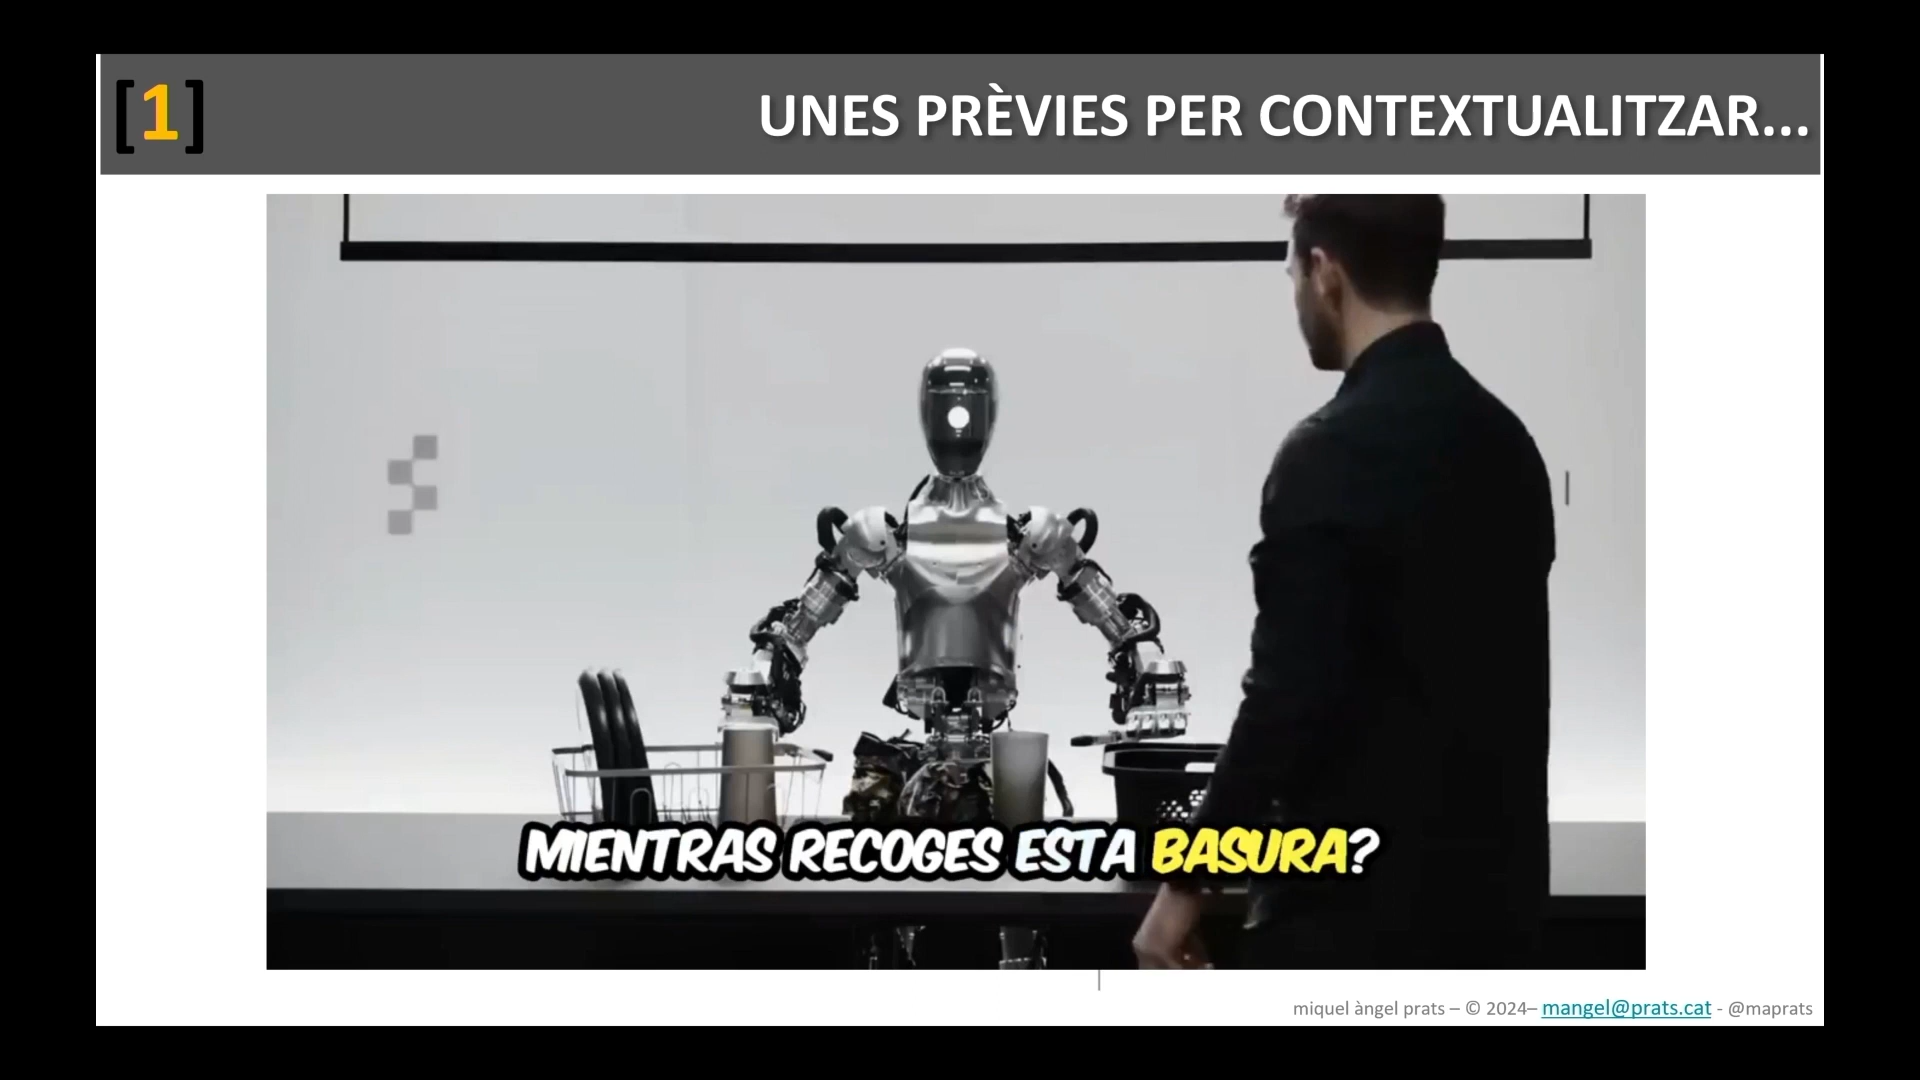 [1]
UNES PRÈVIES PER CONTEXTUALITZAR...
MIENTRAS RECOGES ESTA BASURA?
miquel àngel prats – © 2024– mangel@prats.cat - @maprats